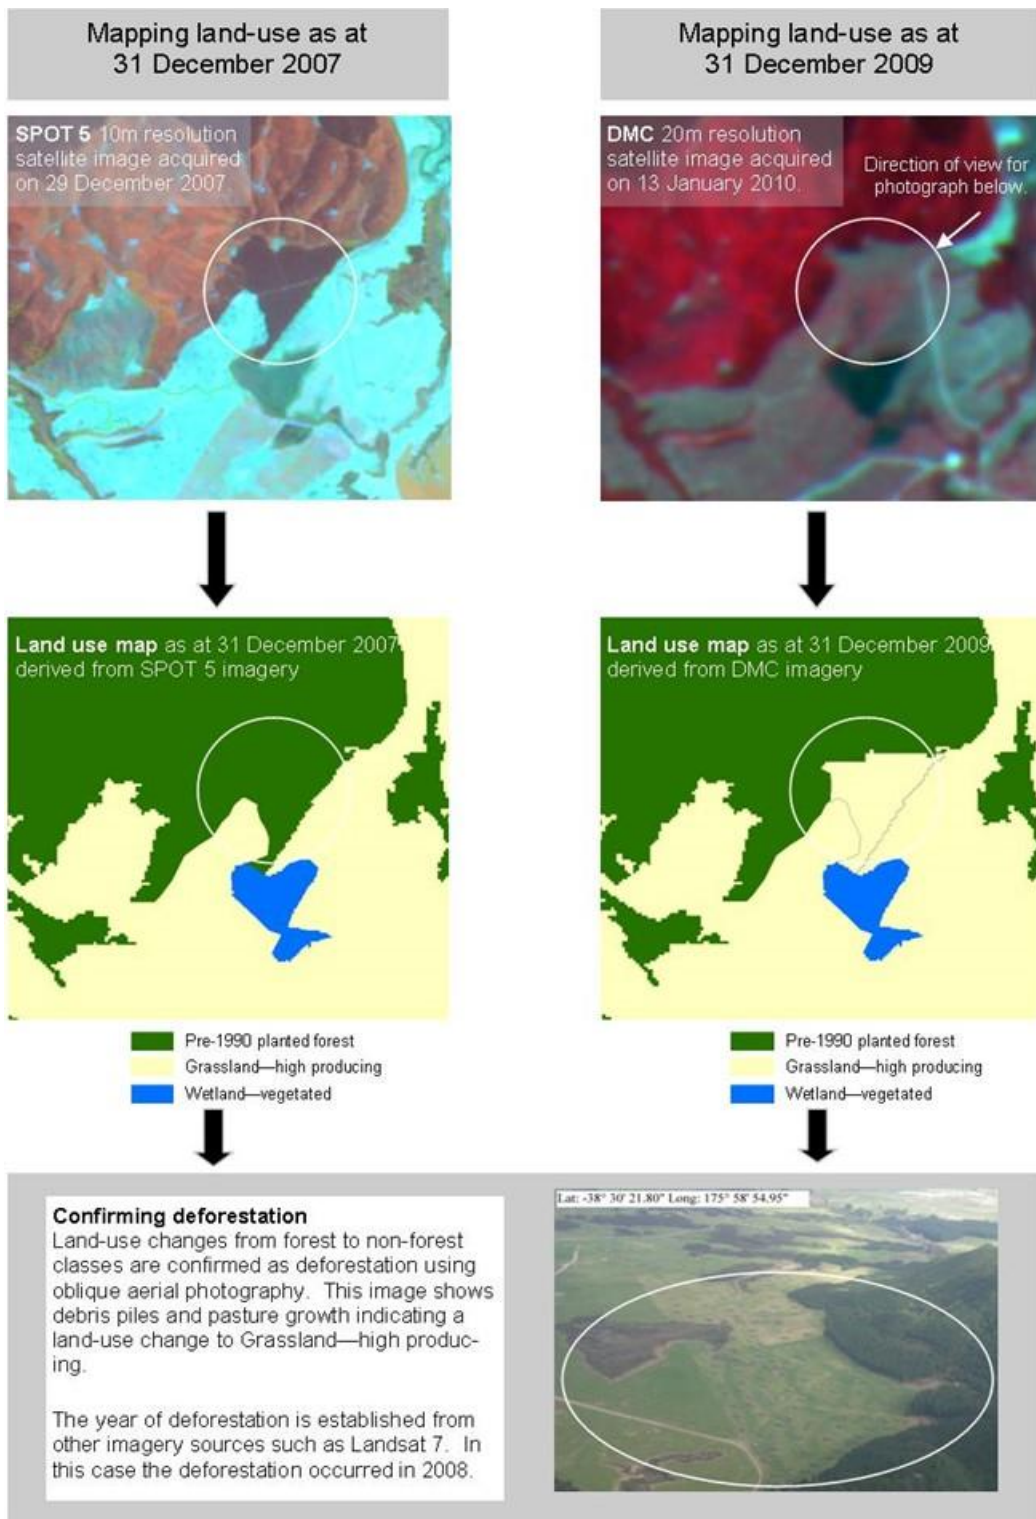 Mapping land-use as at
31 December 2007
Mapping land-use as at
31 December 2009
SPOT 5 10m resolution
satellite image acquired
on 29 December 2007.
DMC 20m resolution
satellite image acquired
on 13 January 2010.
Direction of view for
photograph below.
Land use map as at 31 December 2007
derived from SPOT 5 imagery
Land use map as at 31 December 2009
derived from DMC imagery
Pre-1990 planted forest
Grassland—high producing
Wetland—vegetated
Pre-1990 planted forest
Grassland—high producing
Wetland—vegetated
Confirming deforestation
Land-use changes from forest to non-forest
classes are confirmed as deforestation using
oblique aerial photography.  This image shows
debris piles and pasture growth indicating a
land-use change to Grassland—high produc-
ing.
The year of deforestation is established from
other imagery sources such as Landsat 7.  In
this case the deforestation occurred in 2008.
Lat: -38° 30' 21.80" Long: 175° 58' 54.95"